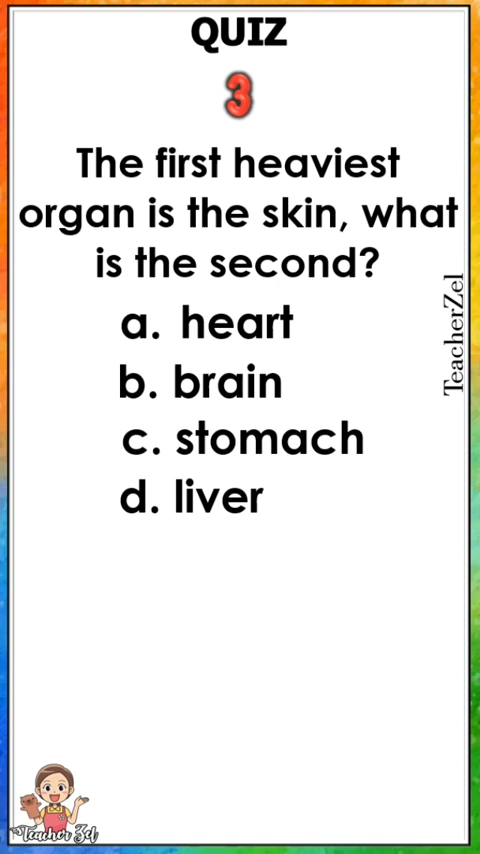 QUIZ
3
The first heaviest
organ is the skin, what
is the second?
a. heart
b. brain
c. stomach
d. liver
TeacherZel
Teacher Zel